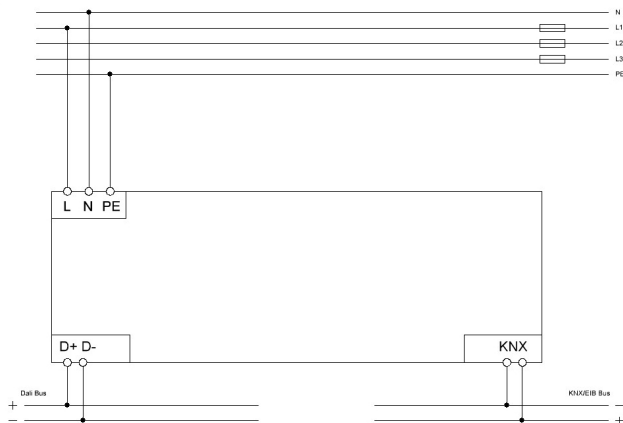 N
L1
L2
L3
PE
L N PE
D+ D-
KNX
Dali Bus
KNX/EIB Bus
+ −
− +